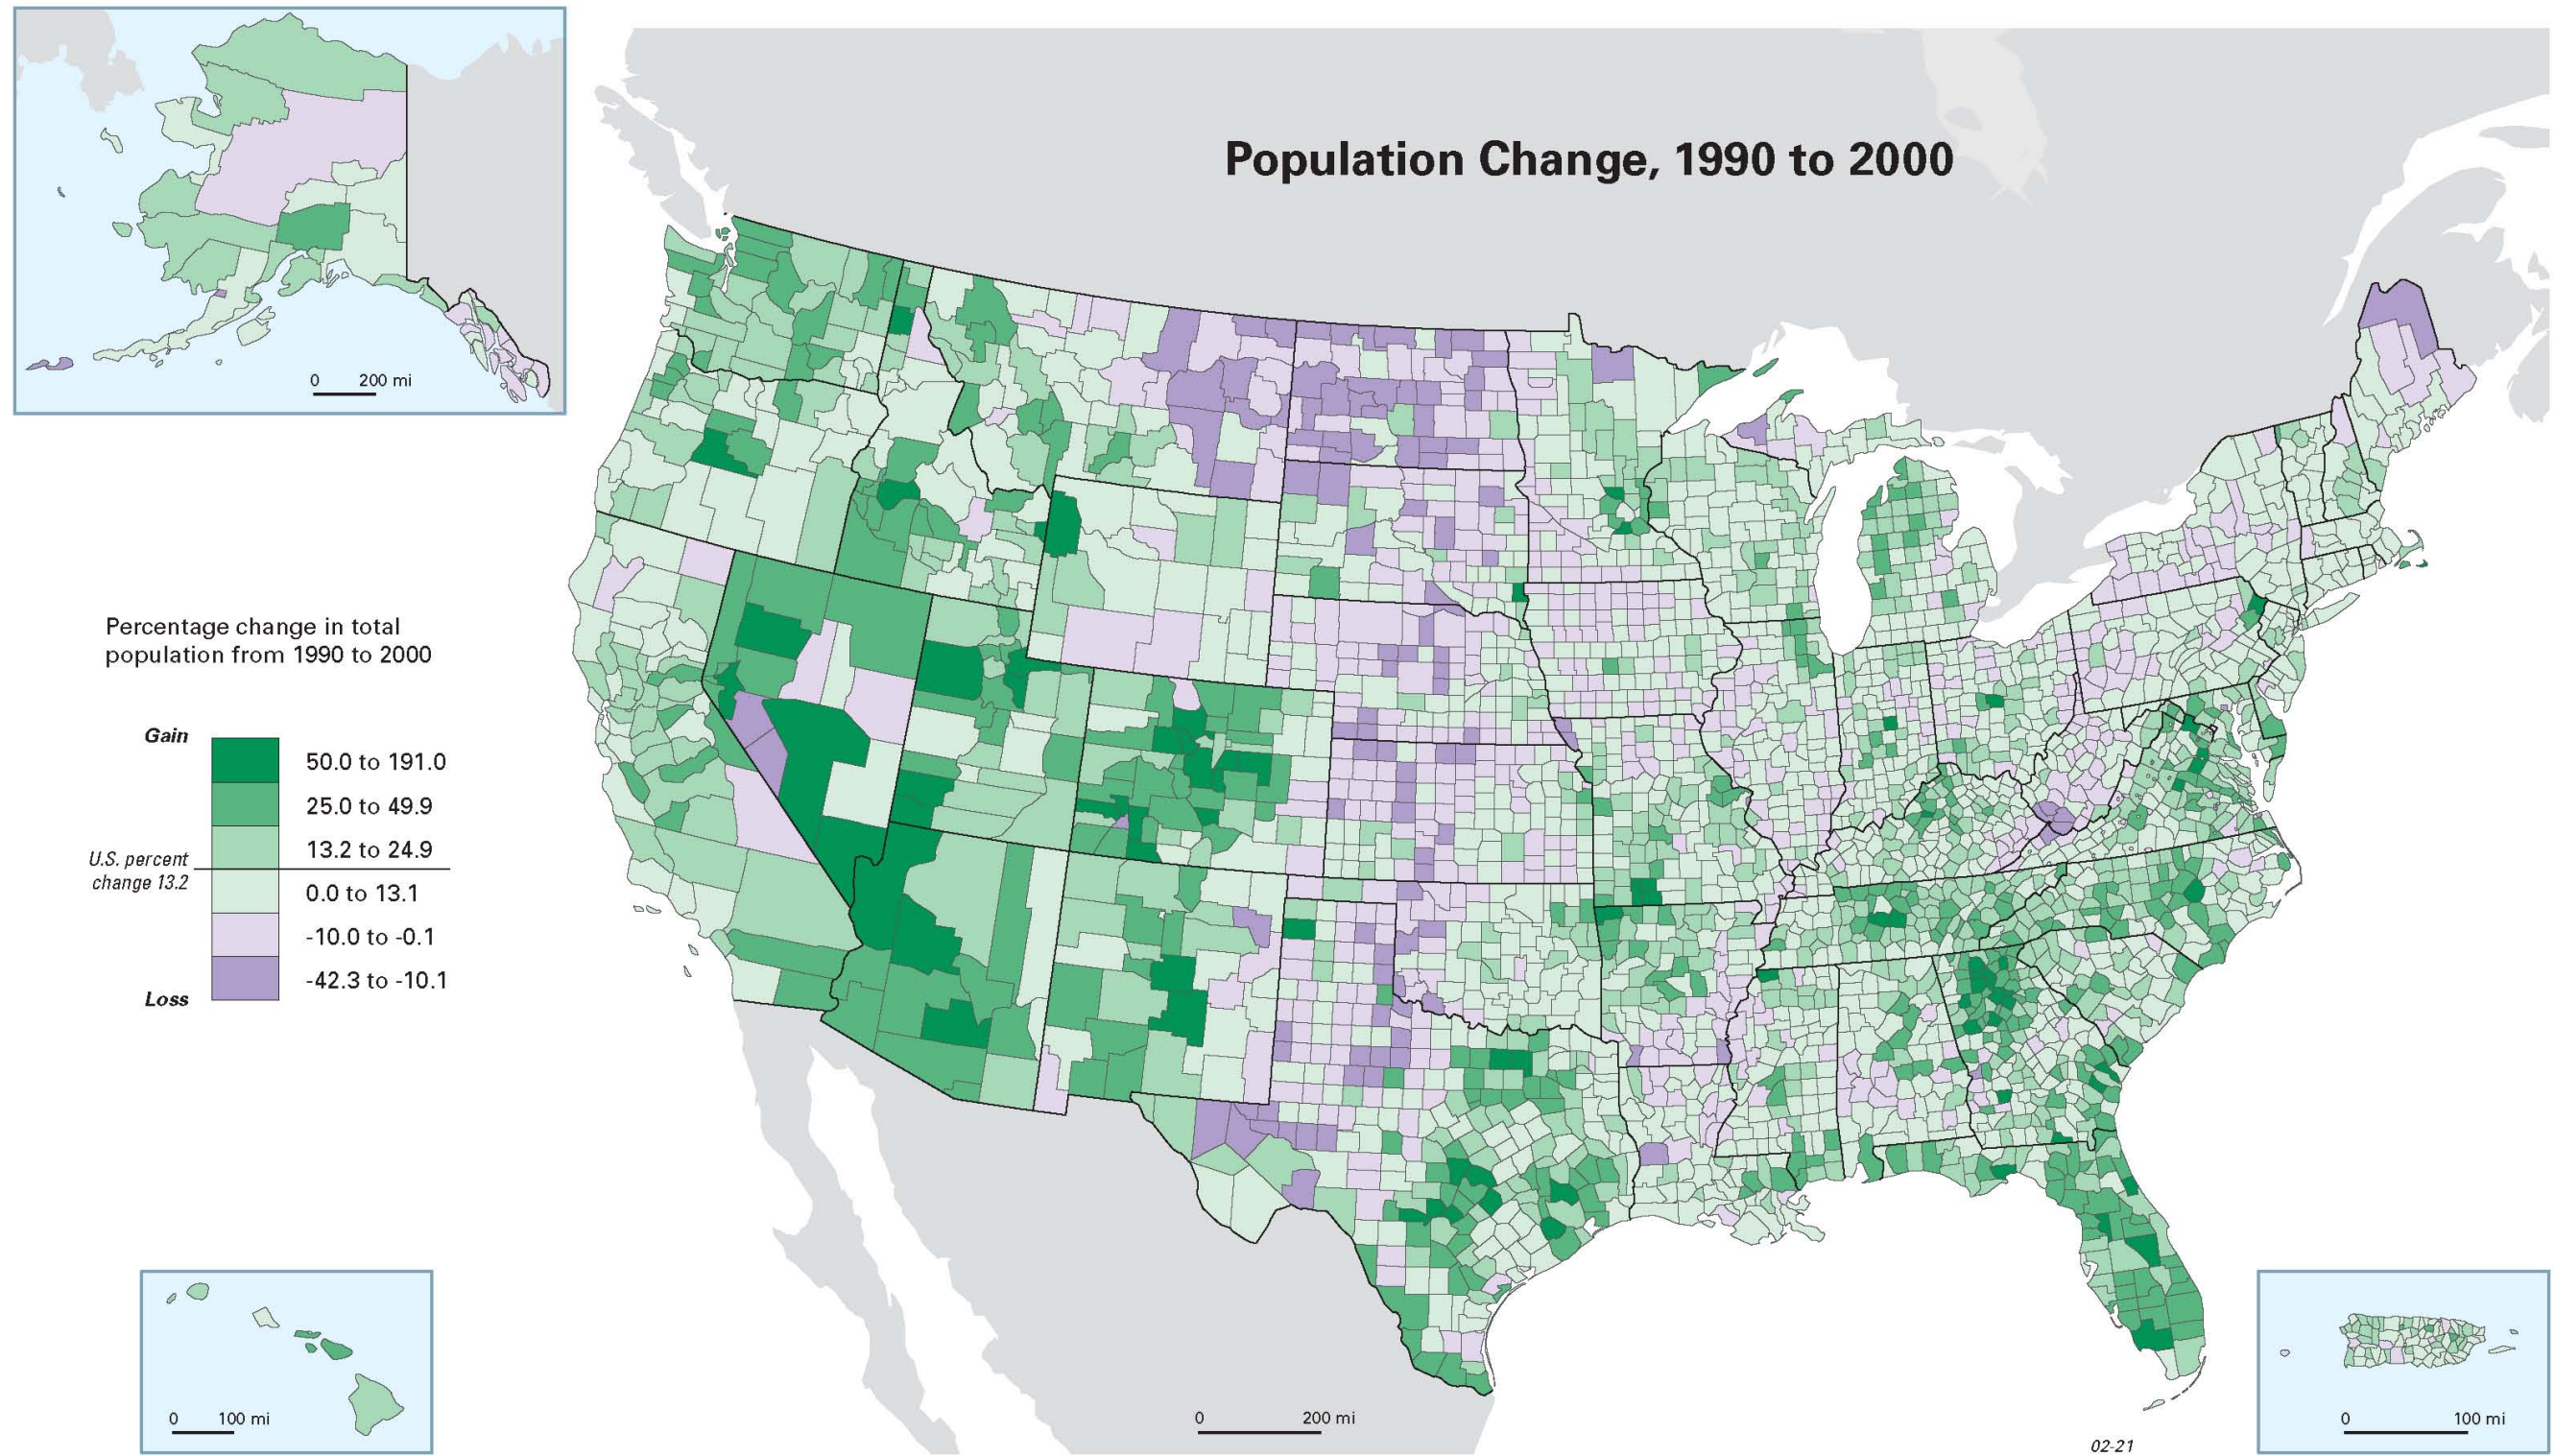 Population Change, 1990 to 2000
0 200 mi
Percentage change in total
population from 1990 to 2000
Gain
50.0 to 191.0
25.0 to 49.9
13.2 to 24.9
U.S. percent
change 13.2
0.0 to 13.1
-10.0 to -0.1
-42.3 to -10.1
Loss
0 100 mi
0 200 mi
0 100 mi
02-21